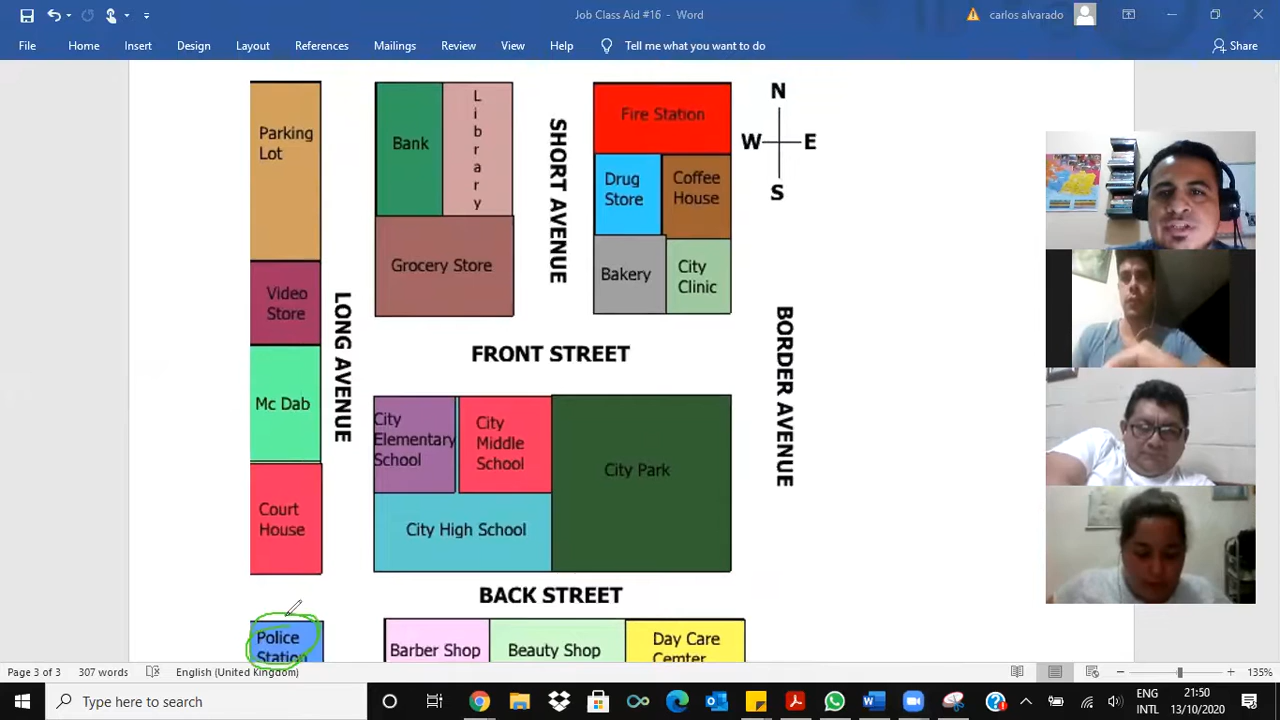 Job Class Aid #16 - Word
carlos alvarado
File Home Insert Design Layout References Mailings Review View Help Tell me what you want to do Share
Parking
Lot
Bank
Library
SHORT AVENUE
Fire Station
N
W E
S
Drug
Store
Coffee
House
Grocery Store
Bakery
City
Clinic
Video
Store
LONG AVENUE
FRONT STREET
BORDER AVENUE
Mc Dab
City
Elementary
School
City
Middle
School
City Park
Court
House
City High School
BACK STREET
Police
Station
Barber Shop
Beauty Shop
Day Care
Cemter
Page 3 of 3 307 words English (United Kingdom) 135%
Type here to search
ENG
INTL
21:50
13/10/2020